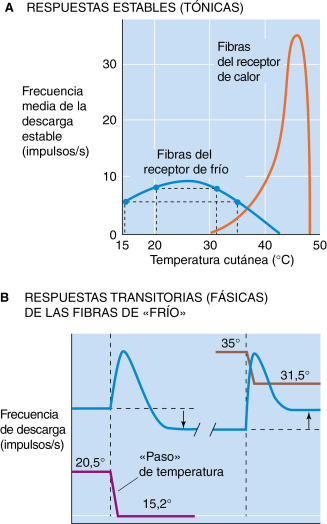 A RESPUESTAS ESTABLES (TÓNICAS)
Frecuencia
media de la
descarga
estable
(impulsos/s)
30
20
10
0
Fibras
del receptor
de calor
Fibras del
receptor de frío
15 20 30 40 50
Temperatura cutánea (°C)
B RESPUESTAS TRANSITORIAS (FÁSICAS)
DE LAS FIBRAS DE «FRÍO»
Frecuencia
de descarga
(impulsos/s)
35°
31,5°
20,5°
«Paso»
de temperatura
15,2°